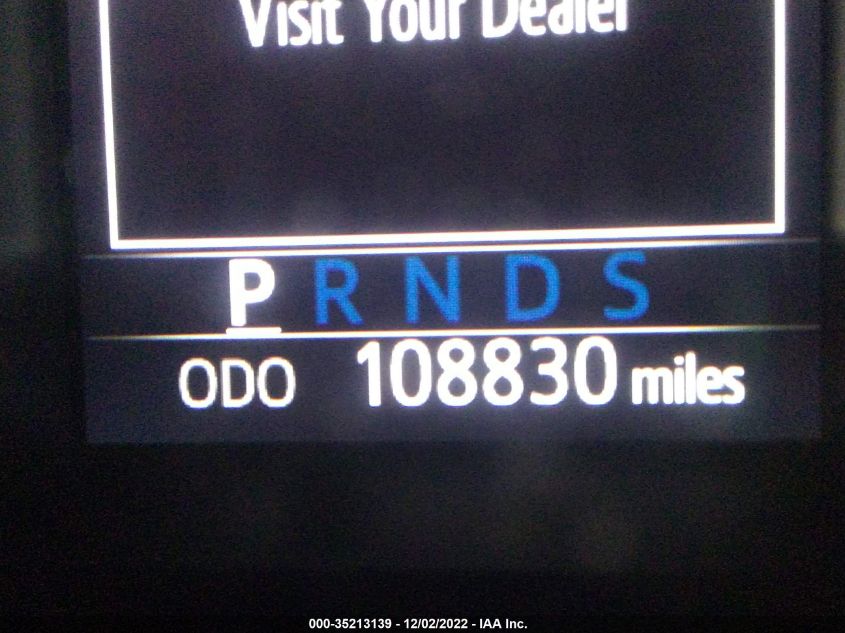 Visit Your Dealer
P R N D S
ODO 108830 miles
000-35213139 - 12/02/2022 - IAA Inc.